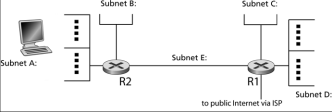 Subnet B:
Subnet C:
Subnet A:
Subnet E:
R2
R1
Subnet D:
to public Internet via ISP